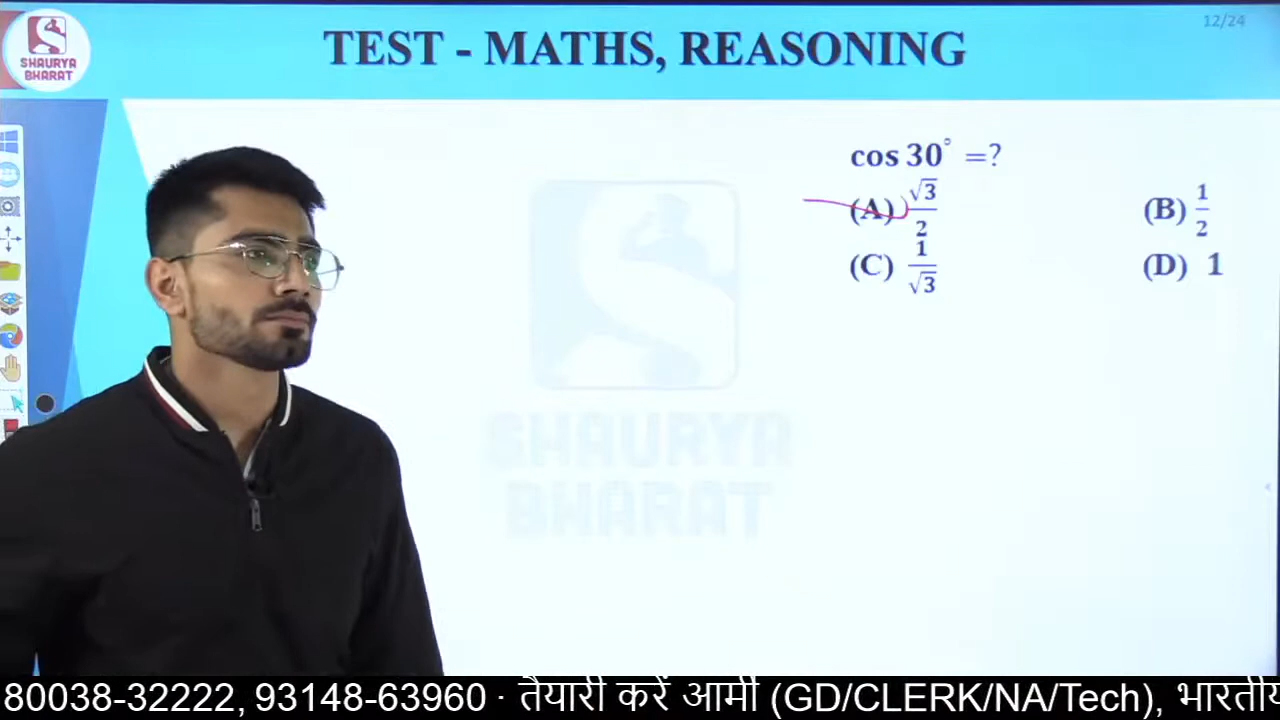 12/24
SHAURYA
BHARAT
TEST - MATHS, REASONING
cos 30° =?
(A) √3/2
(B) 1/2
(C) 1/√3
(D) 1
SHAURYA
BHARAT
80038-32222, 93148-63960 · तैयारी करें आर्मी (GD/CLERK/NA/Tech), भारतीय